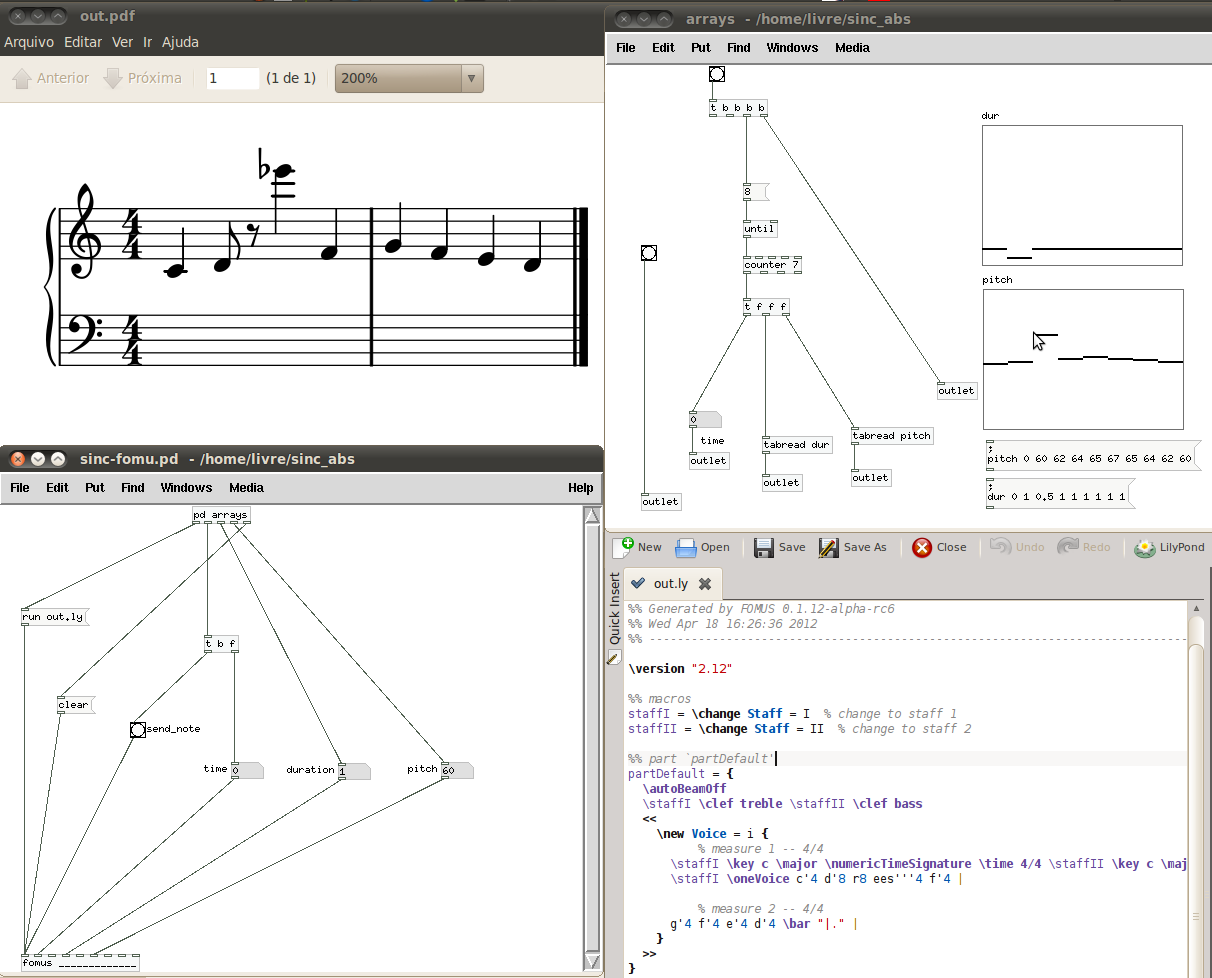 out.pdf
Arquivo Editar Ver Ir Ajuda
Anterior Próxima 1 (1 de 1) 200%
4
4
4
4
arrays - /home/livre/sinc_abs
File Edit Put Find Windows Media
t b b b b
8
until
counter 7
t f f f
0
time
outlet
tabread dur
outlet
tabread pitch
outlet
outlet
outlet
dur
pitch
;
pitch 0 60 62 64 65 67 65 64 62 60
;
dur 0 1 0.5 1 1 1 1 1 1
sinc-fomu.pd - /home/livre/sinc_abs
File Edit Put Find Windows Media Help
pd arrays
run out.ly
t b f
clear
send_note
time 0
duration 1
pitch 60
fomus _____________
New Open Save Save As Close Undo Redo LilyPond
Quick Insert
out.ly
%% Generated by FOMUS 0.1.12-alpha-rc6
%% Wed Apr 18 16:26:36 2012
%% ------------------------------------------------------------------------
\version "2.12"
%% macros
staffI = \change Staff = I % change to staff 1
staffII = \change Staff = II % change to staff 2
%% part `partDefault'
partDefault = {
\autoBeamOff
\staffI \clef treble \staffII \clef bass
<<
\new Voice = i {
% measure 1 -- 4/4
\staffI \key c \major \numericTimeSignature \time 4/4 \staffII \key c \maj
\staffI \oneVoice c'4 d'8 r8 ees'''4 f'4 |
% measure 2 -- 4/4
g'4 f'4 e'4 d'4 \bar "|." |
}
>>
}